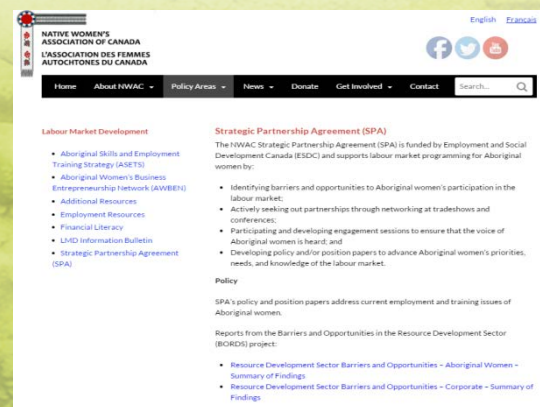 English Français
NATIVE WOMEN'S
ASSOCIATION OF CANADA
L'ASSOCIATION DES FEMMES
AUTOCHTONES DU CANADA
Home About NWAC Policy Areas News Donate Get Involved Contact Search...
Labour Market Development
• Aboriginal Skills and Employment
Training Strategy (ASETS)
• Aboriginal Women's Business
Entrepreneurship Network (AWBEN)
• Additional Resources
• Employment Resources
• Financial Literacy
• LMD Information Bulletin
• Strategic Partnership Agreement
(SPA)
Strategic Partnership Agreement (SPA)
The NWAC Strategic Partnership Agreement (SPA) is funded by Employment and Social
Development Canada (ESDC) and supports labour market programming for Aboriginal
women by:
• Identifying barriers and opportunities to Aboriginal women's participation in the
labour market;
• Actively seeking out partnerships through networking at tradeshows and
conferences;
• Participating and developing engagement sessions to ensure that the voice of
Aboriginal women is heard; and
• Developing policy and/or position papers to advance Aboriginal women's priorities,
needs, and knowledge of the labour market.
Policy
SPA's policy and position papers address current employment and training issues of
Aboriginal women.
Reports from the Barriers and Opportunities in the Resource Development Sector
(BORDS) project:
• Resource Development Sector Barriers and Opportunities – Aboriginal Women –
Summary of Findings
• Resource Development Sector Barriers and Opportunities – Corporate – Summary of
Findings